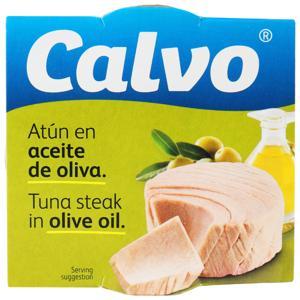 Calvo®
Atún en
aceite
de oliva.
Tuna steak
in olive oil.
Serving
suggestion